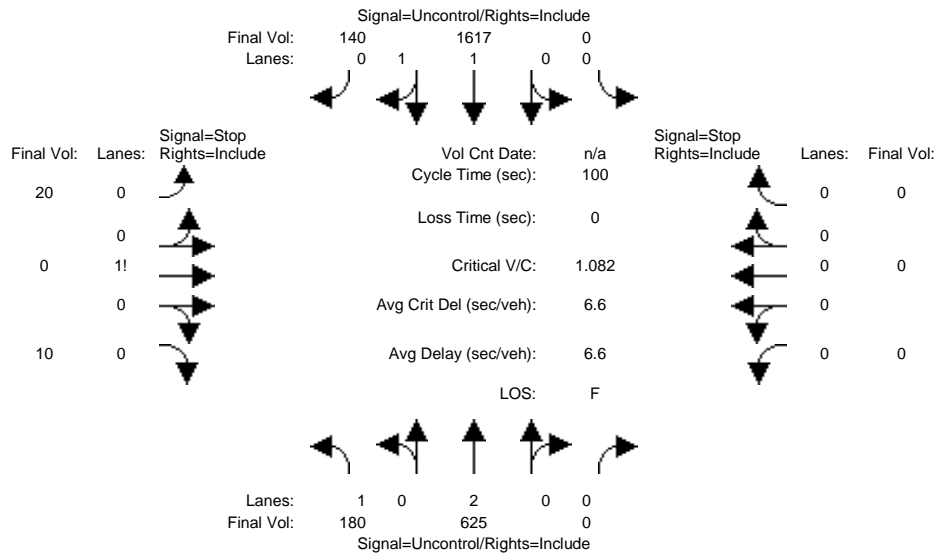 Signal=Uncontrol/Rights=Include
Final Vol: 140 1617 0
Lanes: 0 1 1 0 0
Signal=Stop Signal=Stop
Final Vol: Lanes: Rights=Include Vol Cnt Date: n/a Rights=Include Lanes: Final Vol:
Cycle Time (sec): 100
20 0 0 0
Loss Time (sec): 0
0 0
0 1! Critical V/C: 1.082 0 0
0 Avg Crit Del (sec/veh): 6.6 0
10 0 Avg Delay (sec/veh): 6.6 0 0
LOS: F
Lanes: 1 0 2 0 0
Final Vol: 180 625 0
Signal=Uncontrol/Rights=Include